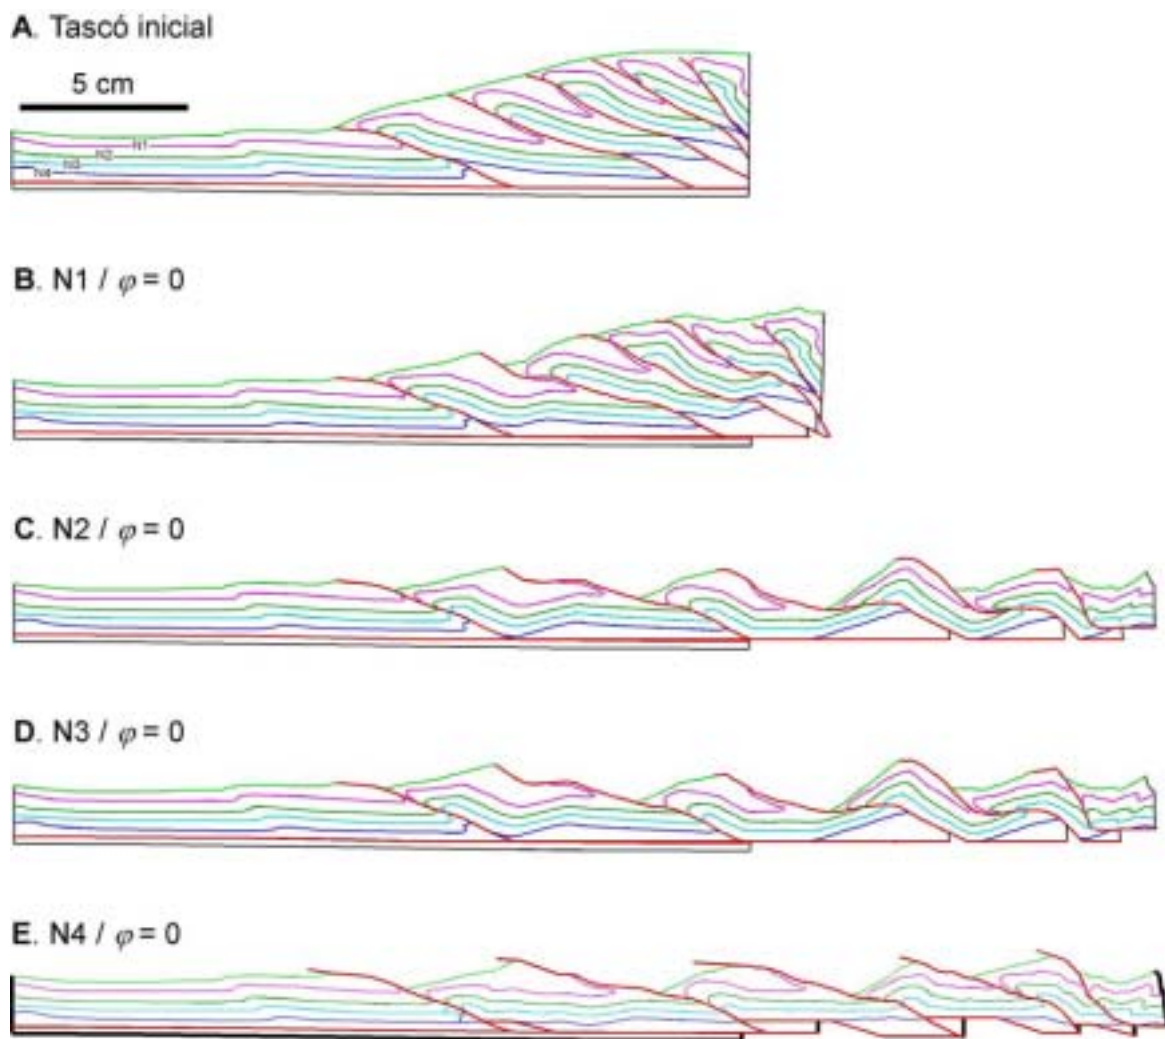 A. Tascó inicial
5 cm
N1
N2
N3
N4
B. N1 / φ = 0
C. N2 / φ = 0
D. N3 / φ = 0
E. N4 / φ = 0